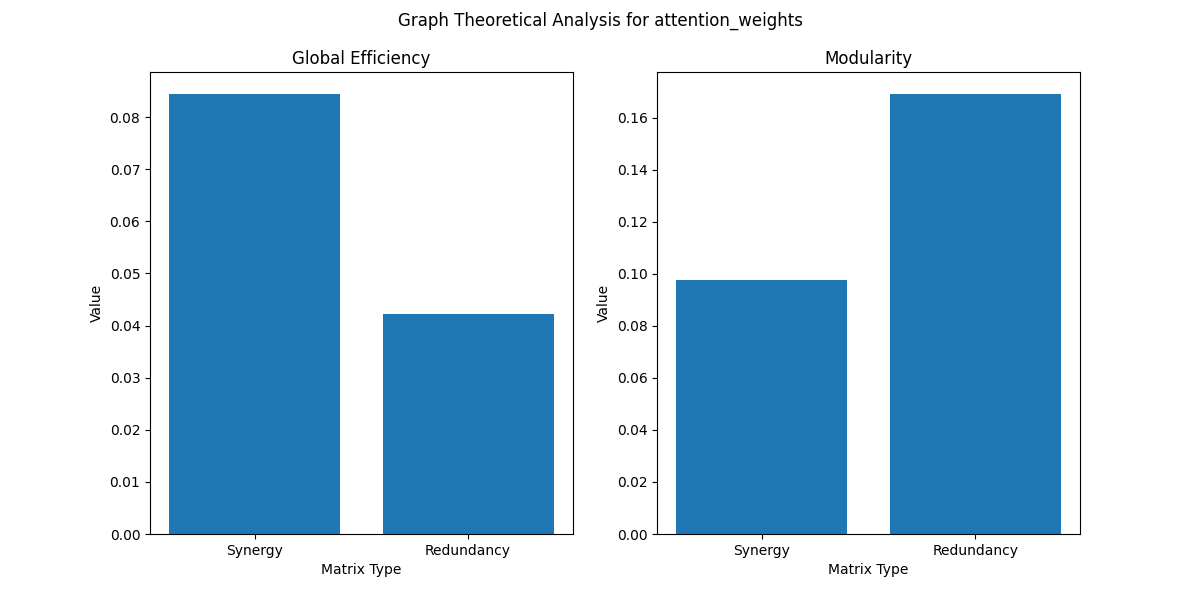 Graph Theoretical Analysis for attention_weights
Global Efficiency
Value
0.08
0.07
0.06
0.05
0.04
0.03
0.02
0.01
0.00
Synergy
Redundancy
Matrix Type
Modularity
Value
0.16
0.14
0.12
0.10
0.08
0.06
0.04
0.02
0.00
Synergy
Redundancy
Matrix Type